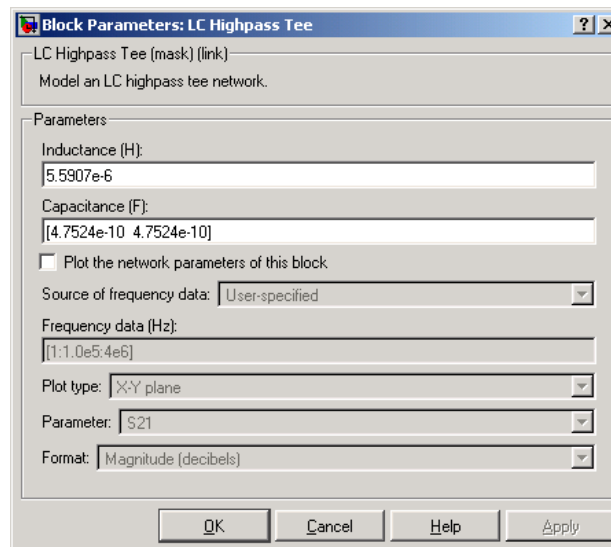 Block Parameters: LC Highpass Tee
LC Highpass Tee (mask) (link)
Model an LC highpass tee network.
Parameters
Inductance (H):
5.5907e-6
Capacitance (F):
[4.7524e-10 4.7524e-10]
Plot the network parameters of this block
Source of frequency data: User-specified
Frequency data (Hz):
[1:1.0e5:4e6]
Plot type: X-Y plane
Parameter: S21
Format: Magnitude (decibels)
OK Cancel Help Apply